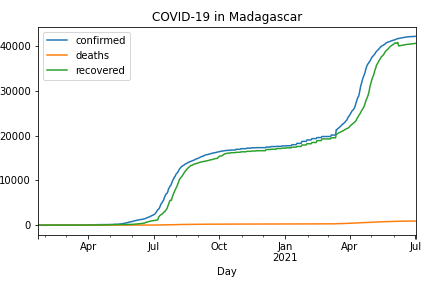 COVID-19 in Madagascar
confirmed
deaths
recovered
40000
30000
20000
10000
0
Apr Jul Oct Jan Apr Jul
2021
Day